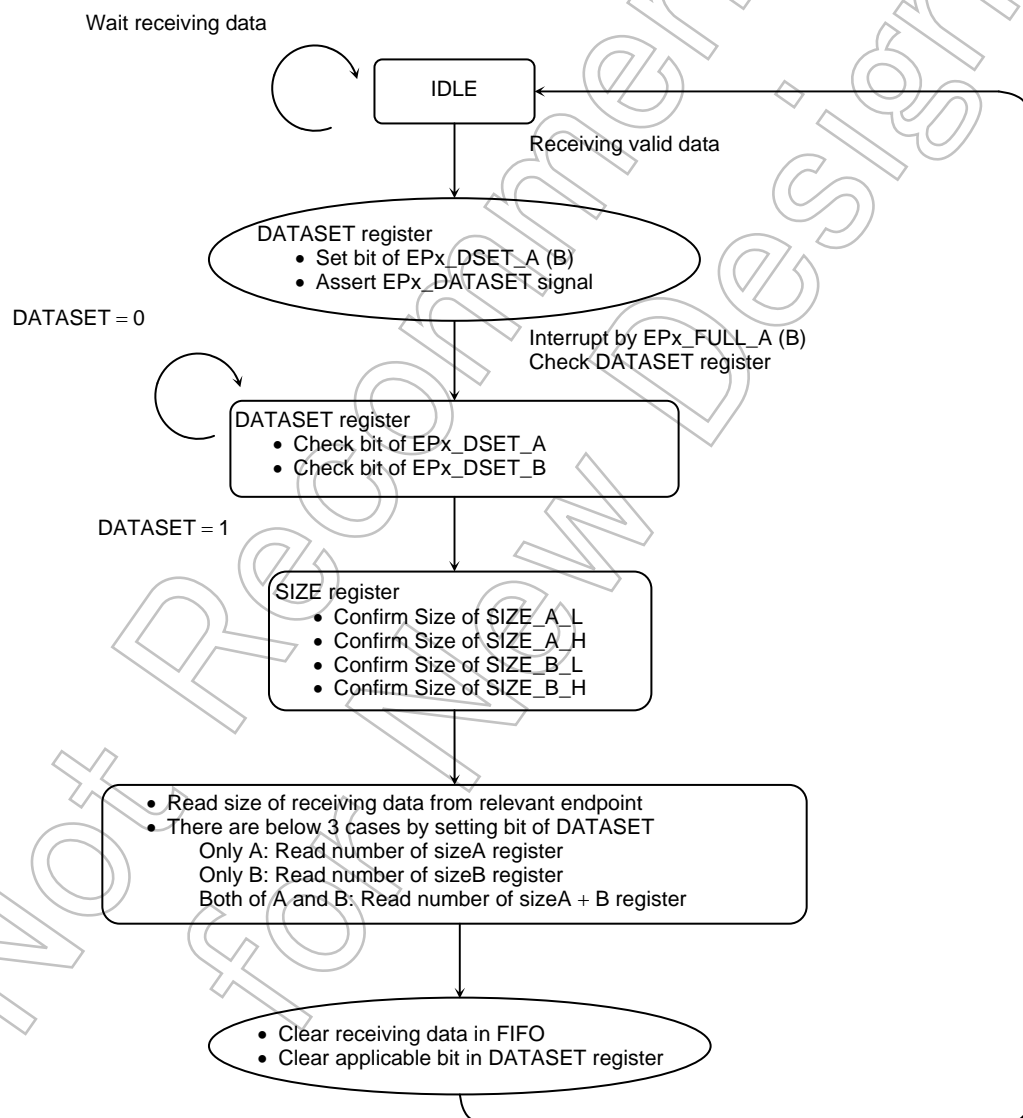 Wait receiving data
IDLE
Receiving valid data
DATASET register
• Set bit of EPx_DSET_A (B)
• Assert EPx_DATASET signal
DATASET = 0
Interrupt by EPx_FULL_A (B)
Check DATASET register
DATASET register
• Check bit of EPx_DSET_A
• Check bit of EPx_DSET_B
DATASET = 1
SIZE register
• Confirm Size of SIZE_A_L
• Confirm Size of SIZE_A_H
• Confirm Size of SIZE_B_L
• Confirm Size of SIZE_B_H
• Read size of receiving data from relevant endpoint
• There are below 3 cases by setting bit of DATASET
Only A: Read number of sizeA register
Only B: Read number of sizeB register
Both of A and B: Read number of sizeA + B register
• Clear receiving data in FIFO
• Clear applicable bit in DATASET register
Not Recommen
for New Design